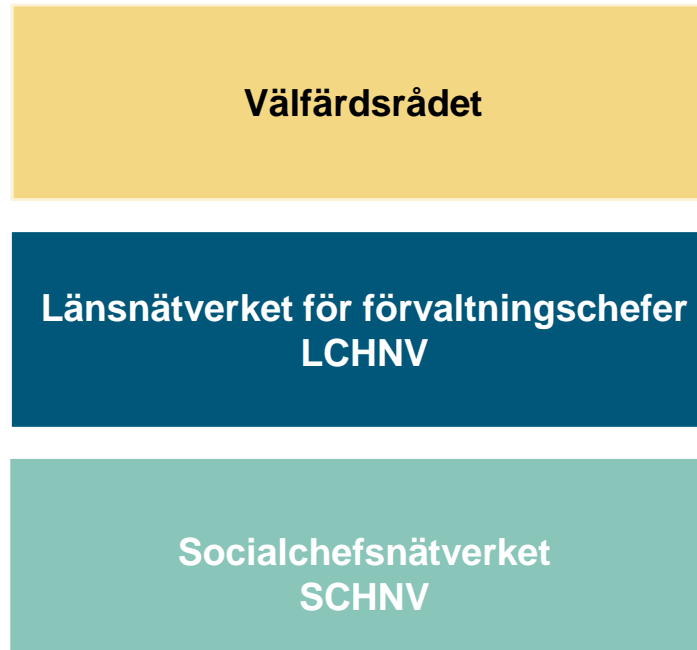 Välfärdsrådet
Länsnätverket för förvaltningschefer
LCHNV
Socialchefsnätverket
SCHNV